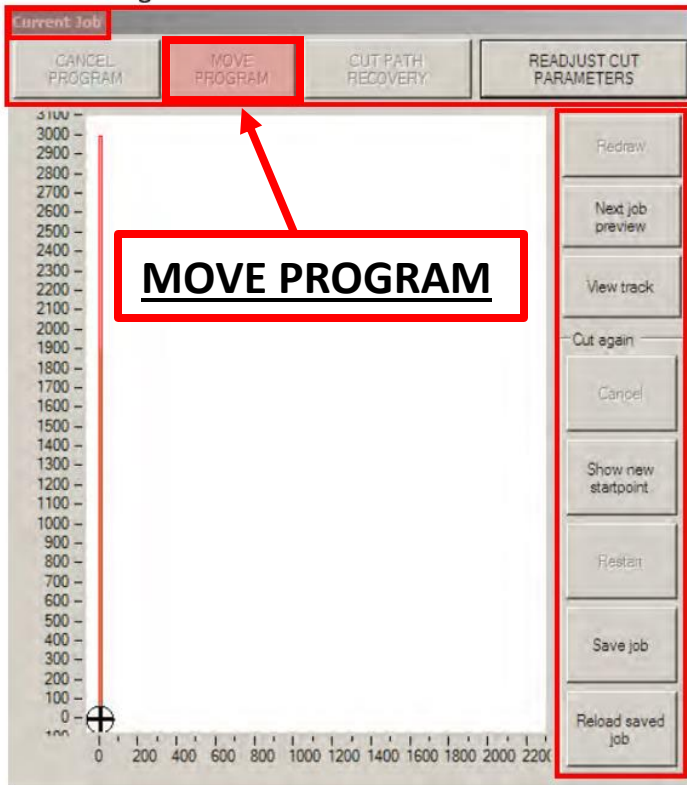 Current Job
CANCEL
PROGRAM
MOVE
PROGRAM
CUT PATH
RECOVERY
READJUST CUT
PARAMETERS
3100
3000
2900
2800
2700
2600
2500
2400
2300
2200
2100
2000
1900
1800
1700
1600
1500
1400
1300
1200
1100
1000
900
800
700
600
500
400
300
200
100
0
100
0 200 400 600 800 1000 1200 1400 1600 1800 2000 2200
MOVE PROGRAM
Redraw
Next job
preview
View track
Cut again
Cancel
Show new
startpoint
Restart
Save job
Reload saved
job